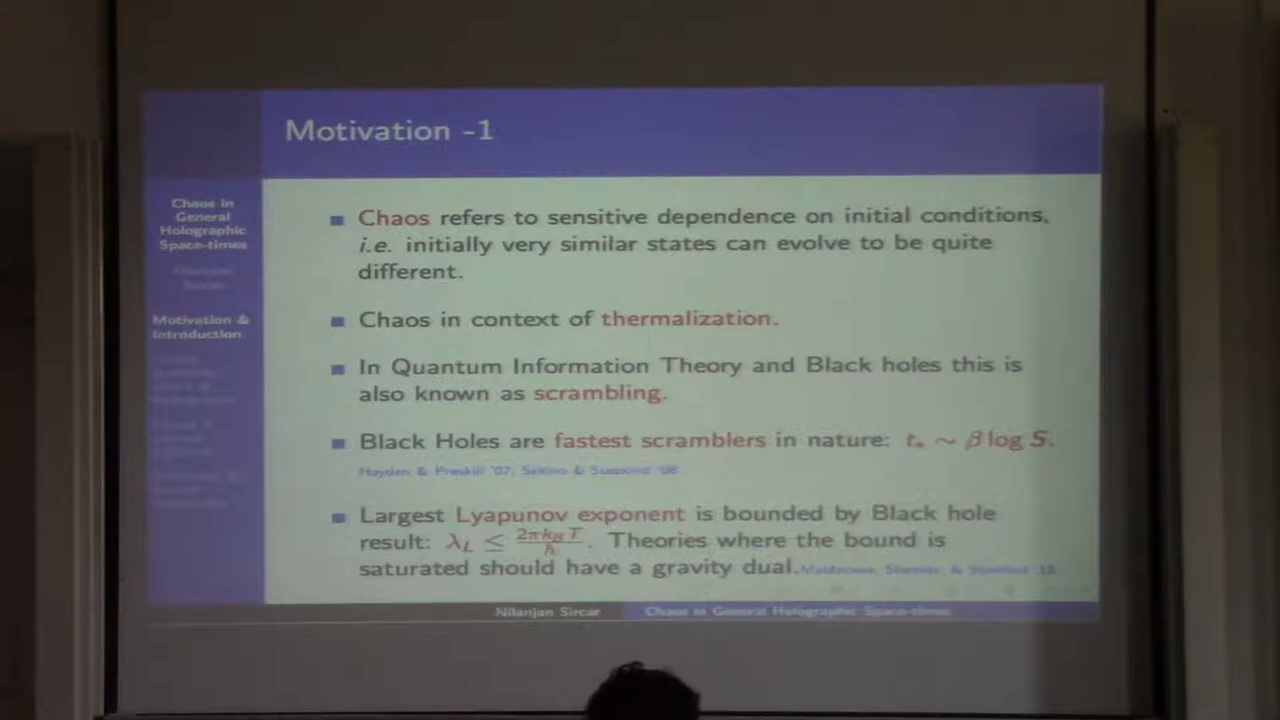 Motivation -1
Chaos in
General
Holographic
Space-times
Motivation &
Introduction
■ Chaos refers to sensitive dependence on initial conditions,
i.e. initially very similar states can evolve to be quite
different.
■ Chaos in context of thermalization.
■ In Quantum Information Theory and Black holes this is
also known as scrambling.
■ Black Holes are fastest scramblers in nature: t* ∼ β log S.
Hayden & Preskill '07, Sekino & Susskind '08
■ Largest Lyapunov exponent is bounded by Black hole
result: λ_L ≤ 2πk_BT/ħ. Theories where the bound is
saturated should have a gravity dual. Maldacena, Shenker, & Stanford '15
Nilanjan Sircar Chaos in General Holographic Space-times